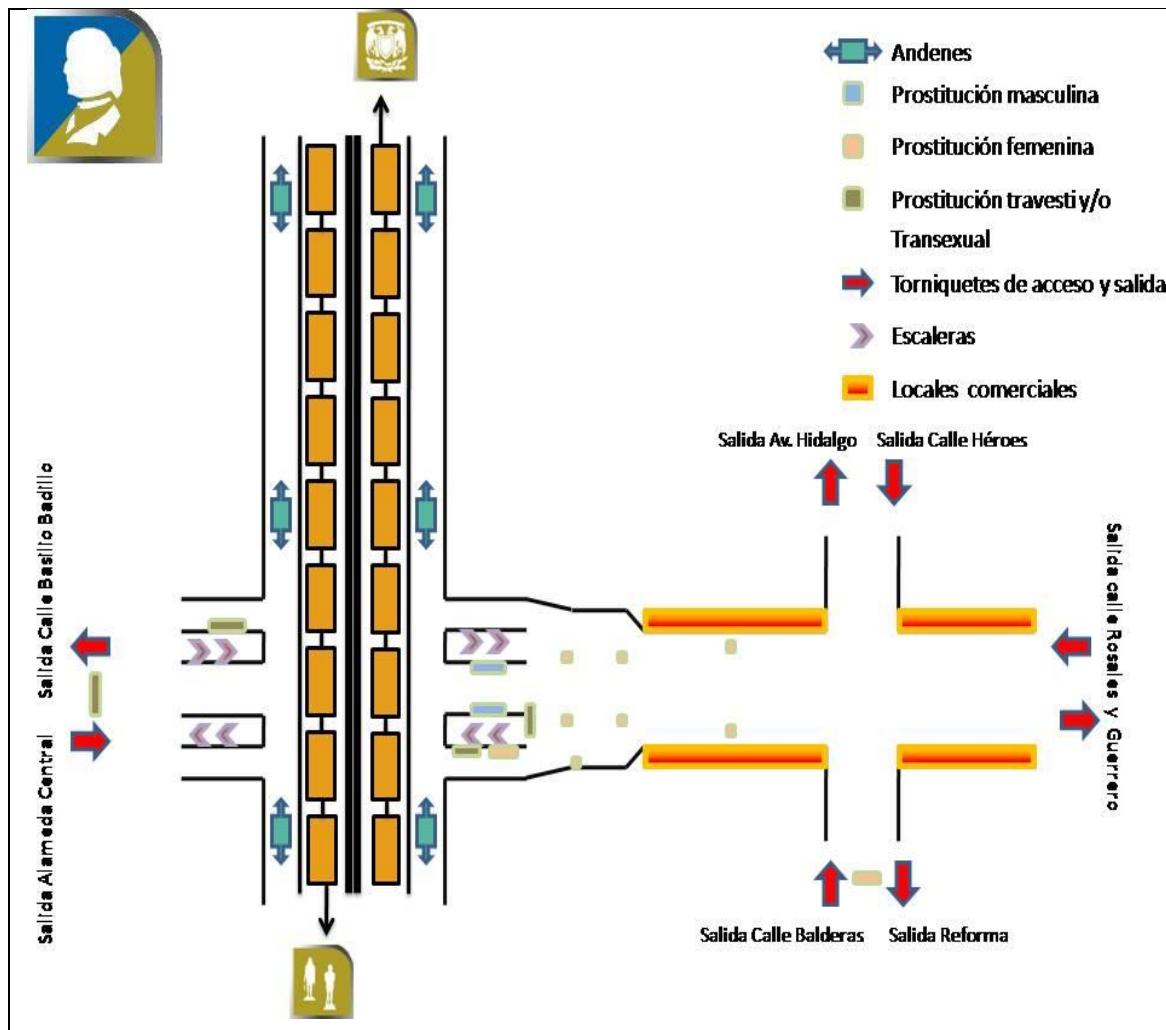 Andenes
Prostitución masculina
Prostitución femenina
Prostitución travesti y/o
Transexual
Torniquetes de acceso y salida
Escaleras
Locales comerciales
Salida Av. Hidalgo
Salida Calle Héroes
Salida Calle Basilio Badillo
Salida Alameda Central
Salida calle Rosales y Guerrero
Salida Calle Balderas
Salida Reforma